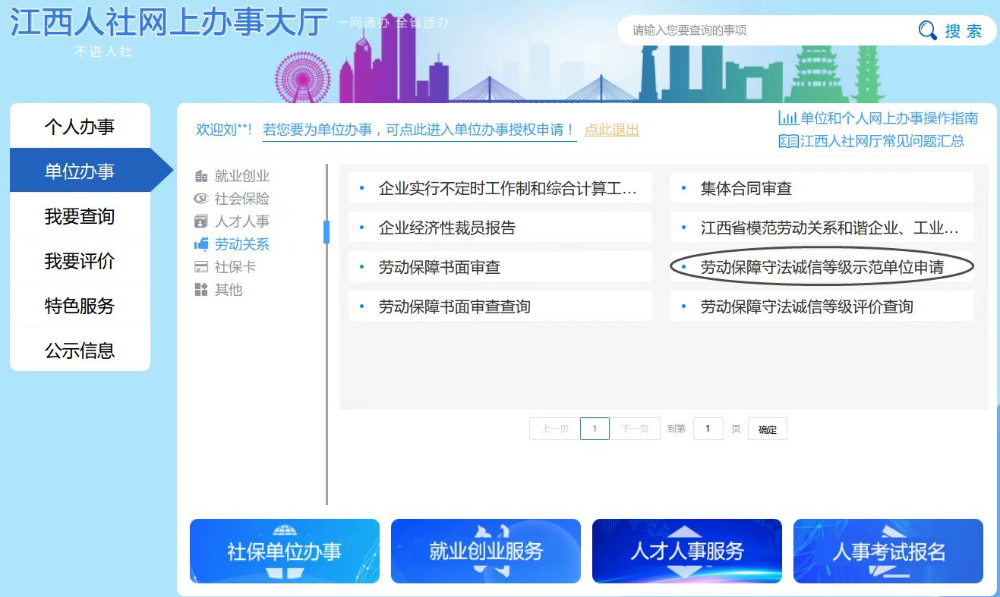 江西人社网上办事大厅
一网通办 全省通办
不进人社
请输入您要查询的事项
搜 索
个人办事
单位办事
我要查询
我要评价
特色服务
公示信息
欢迎刘**! 若您要为单位办事，可点此进入单位办事授权申请！ 点此退出
单位和个人网上办事操作指南
江西人社网厅常见问题汇总
就业创业
社会保险
人才人事
劳动关系
社保卡
其他
企业实行不定时工作制和综合计算工…
集体合同审查
企业经济性裁员报告
江西省模范劳动关系和谐企业、工业…
劳动保障书面审查
劳动保障守法诚信等级示范单位申请
劳动保障书面审查查询
劳动保障守法诚信等级评价查询
上一页 1 下一页 到第 1 页 确定
社保单位办事
就业创业服务
人才人事服务
人事考试报名